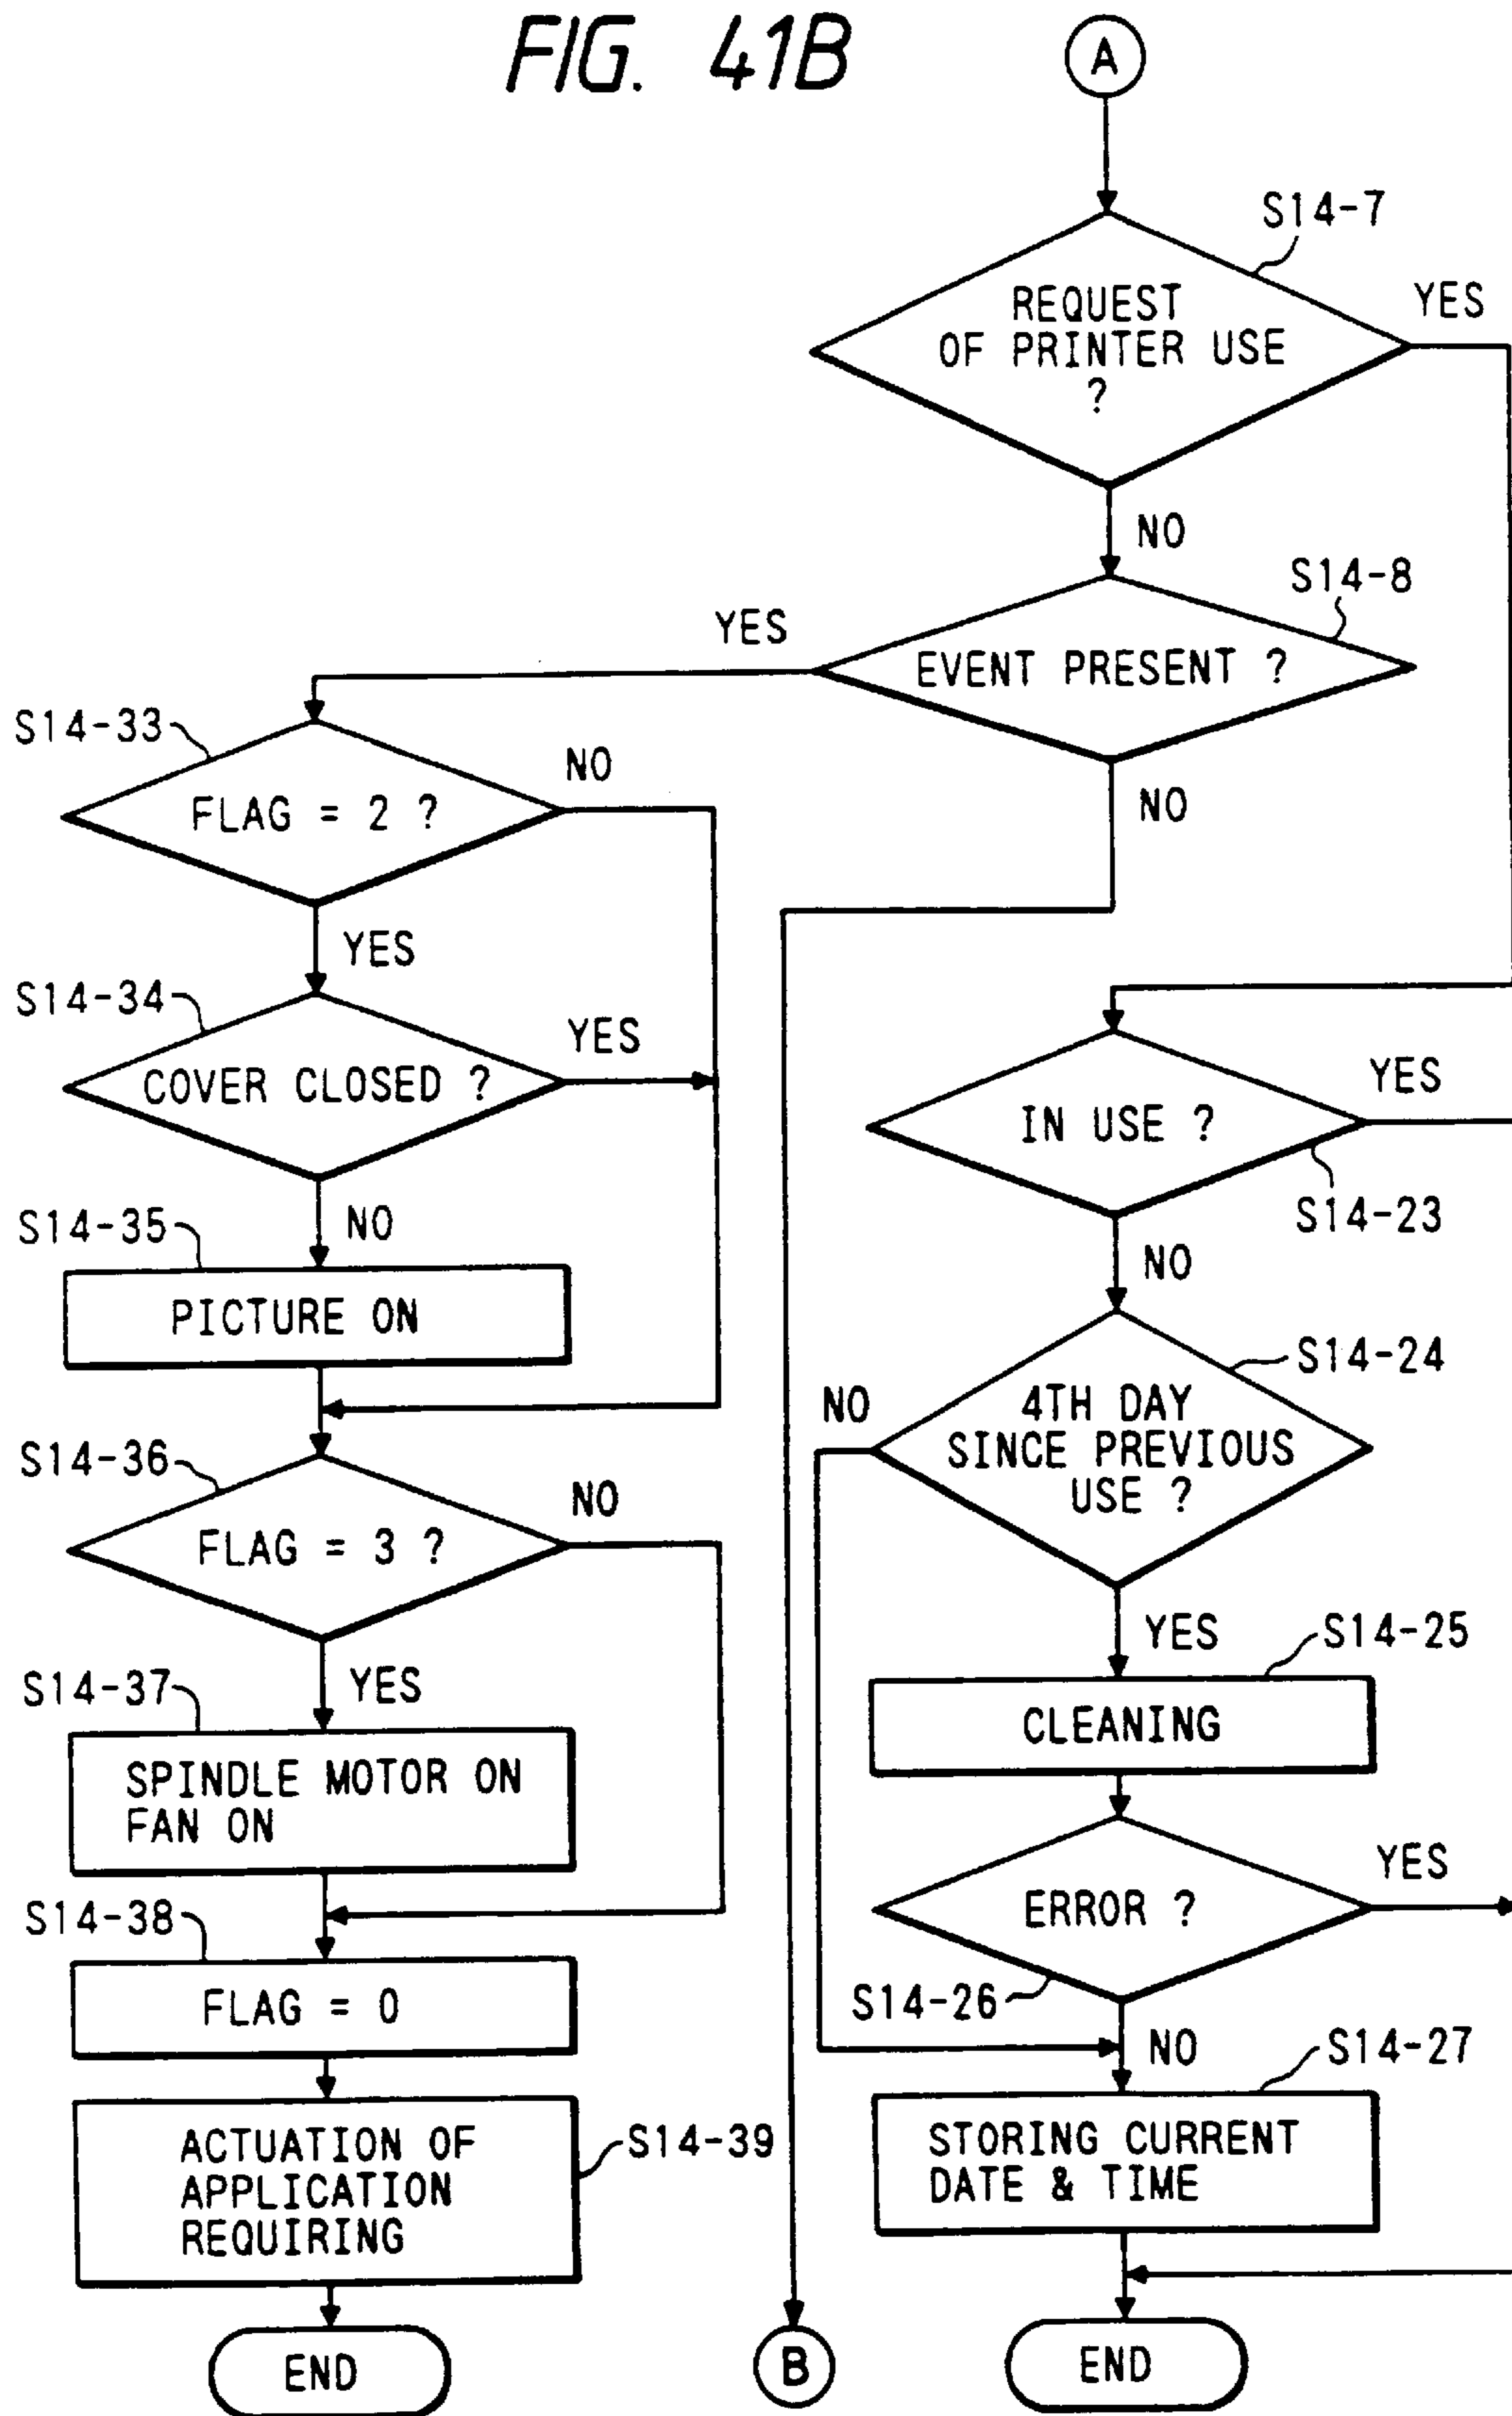 FIG. 41B
A
S14-7
REQUEST
OF PRINTER USE
?
YES
NO
S14-8
EVENT PRESENT ?
YES
NO
S14-33
FLAG = 2 ?
NO
YES
S14-34
COVER CLOSED ?
YES
NO
S14-35
PICTURE ON
S14-36
FLAG = 3 ?
NO
YES
S14-37
SPINDLE MOTOR ON
FAN ON
S14-38
FLAG = 0
ACTUATION OF
APPLICATION
REQUIRING
S14-39
END
B
IN USE ?
YES
S14-23
NO
S14-24
4TH DAY
SINCE PREVIOUS
USE ?
NO
YES
S14-25
CLEANING
ERROR ?
YES
S14-26
NO
S14-27
STORING CURRENT
DATE & TIME
END